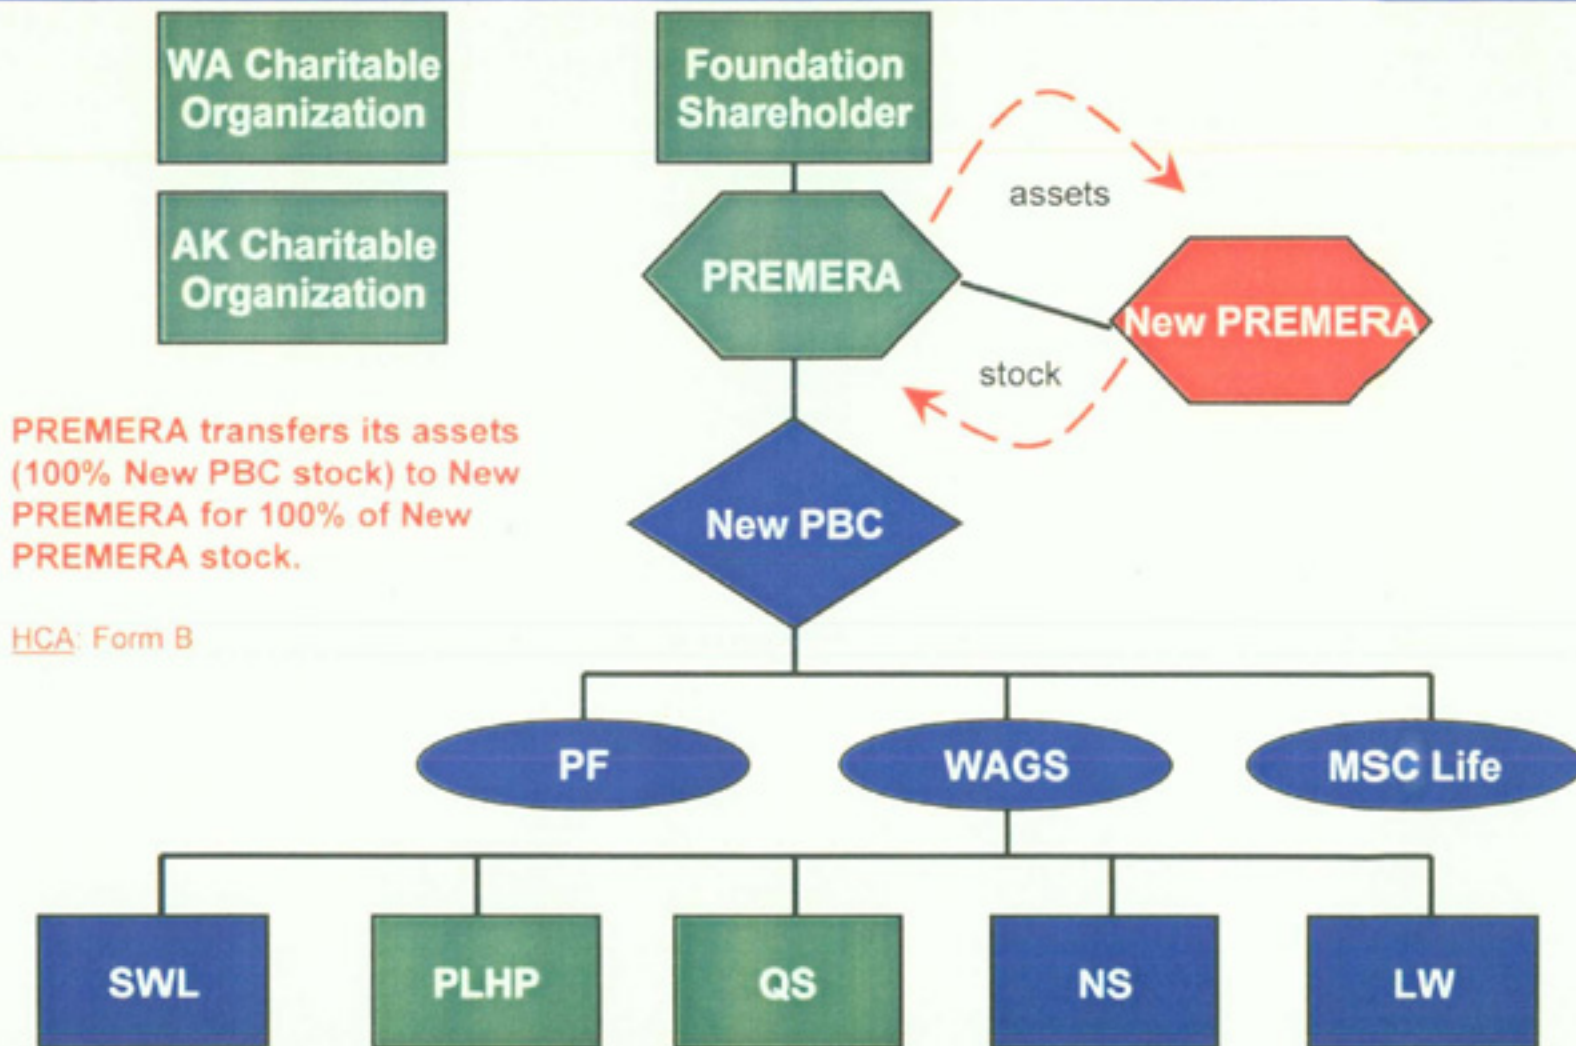 WA Charitable
Organization
Foundation
Shareholder
assets
AK Charitable
Organization
PREMERA
New PREMERA
stock
PREMERA transfers its assets
(100% New PBC stock) to New
PREMERA for 100% of New
PREMERA stock.
New PBC
HCA: Form B
PF
WAGS
MSC Life
SWL
PLHP
QS
NS
LW